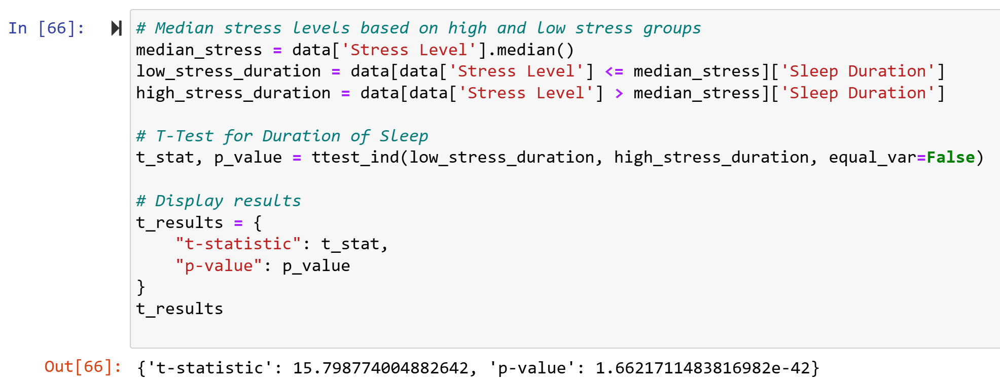 In [66]:
# Median stress levels based on high and low stress groups
median_stress = data['Stress Level'].median()
low_stress_duration = data[data['Stress Level'] <= median_stress]['Sleep Duration']
high_stress_duration = data[data['Stress Level'] > median_stress]['Sleep Duration']

# T-Test for Duration of Sleep
t_stat, p_value = ttest_ind(low_stress_duration, high_stress_duration, equal_var=False)

# Display results
t_results = {
    "t-statistic": t_stat,
    "p-value": p_value
}
t_results

Out[66]: {'t-statistic': 15.798774004882642, 'p-value': 1.6621711483816982e-42}